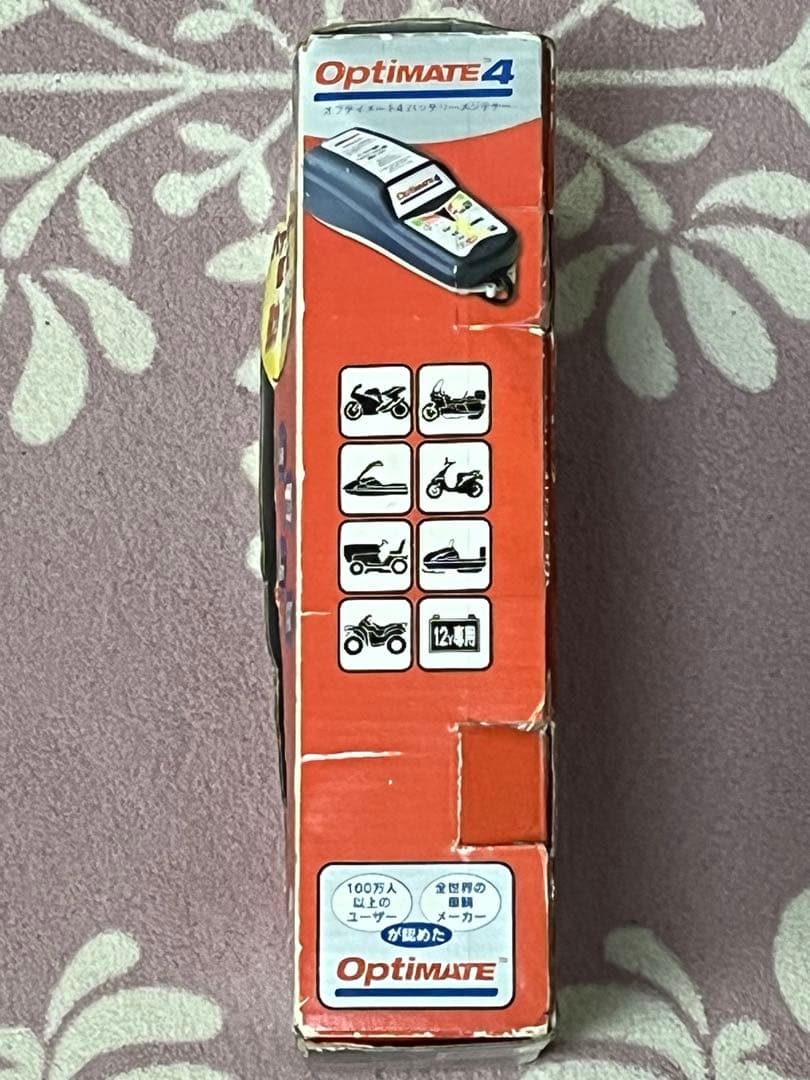 OptiMATE™4
オプティメート4 バッテリーメンテナー
OptiMATE4
12V専用
100万人
以上の
ユーザー
全世界の
車輌
メーカー
が認めた
OptiMATE™